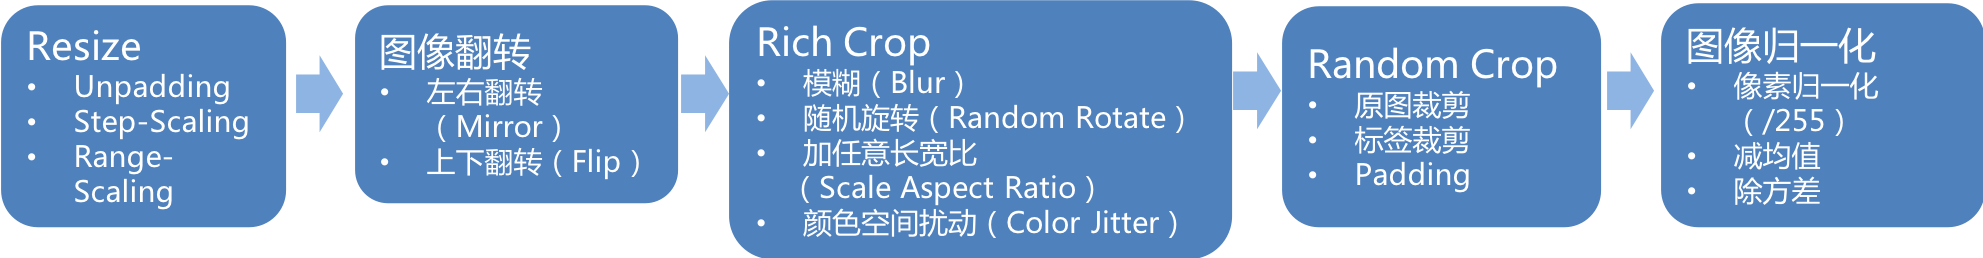 Resize
• Unpadding
• Step-Scaling
• Range-
Scaling
图像翻转
• 左右翻转
（Mirror）
• 上下翻转（Flip）
Rich Crop
• 模糊（Blur）
• 随机旋转（Random Rotate）
• 加任意长宽比
（Scale Aspect Ratio）
• 颜色空间扰动（Color Jitter）
Random Crop
• 原图裁剪
• 标签裁剪
• Padding
图像归一化
• 像素归一化
（/255）
• 减均值
• 除方差